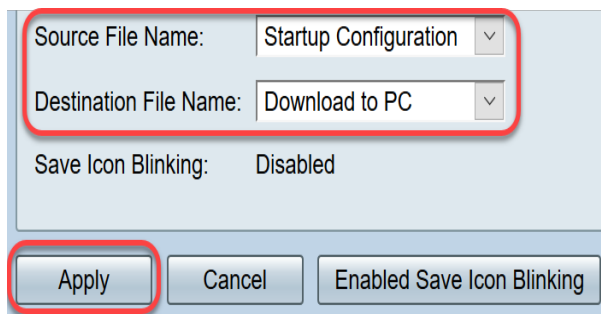 Source File Name: Startup Configuration
Destination File Name: Download to PC
Save Icon Blinking: Disabled
Apply Cancel Enabled Save Icon Blinking